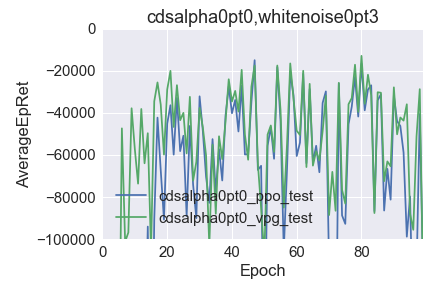 cdsalpha0pt0,whitenoise0pt3
AverageEpRet
0
−20000
−40000
−60000
−80000
−100000
cdsalpha0pt0_ppo_test
cdsalpha0pt0_vpg_test
0 20 40 60 80
Epoch